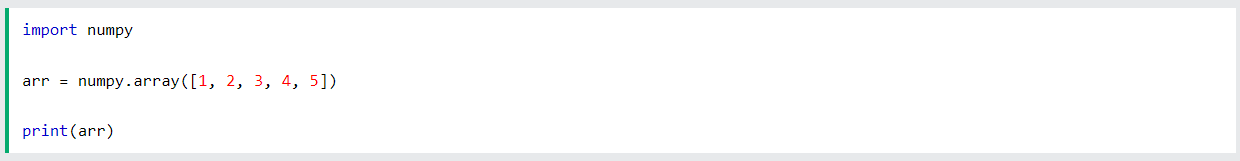 import numpy
arr = numpy.array([1, 2, 3, 4, 5])
print(arr)